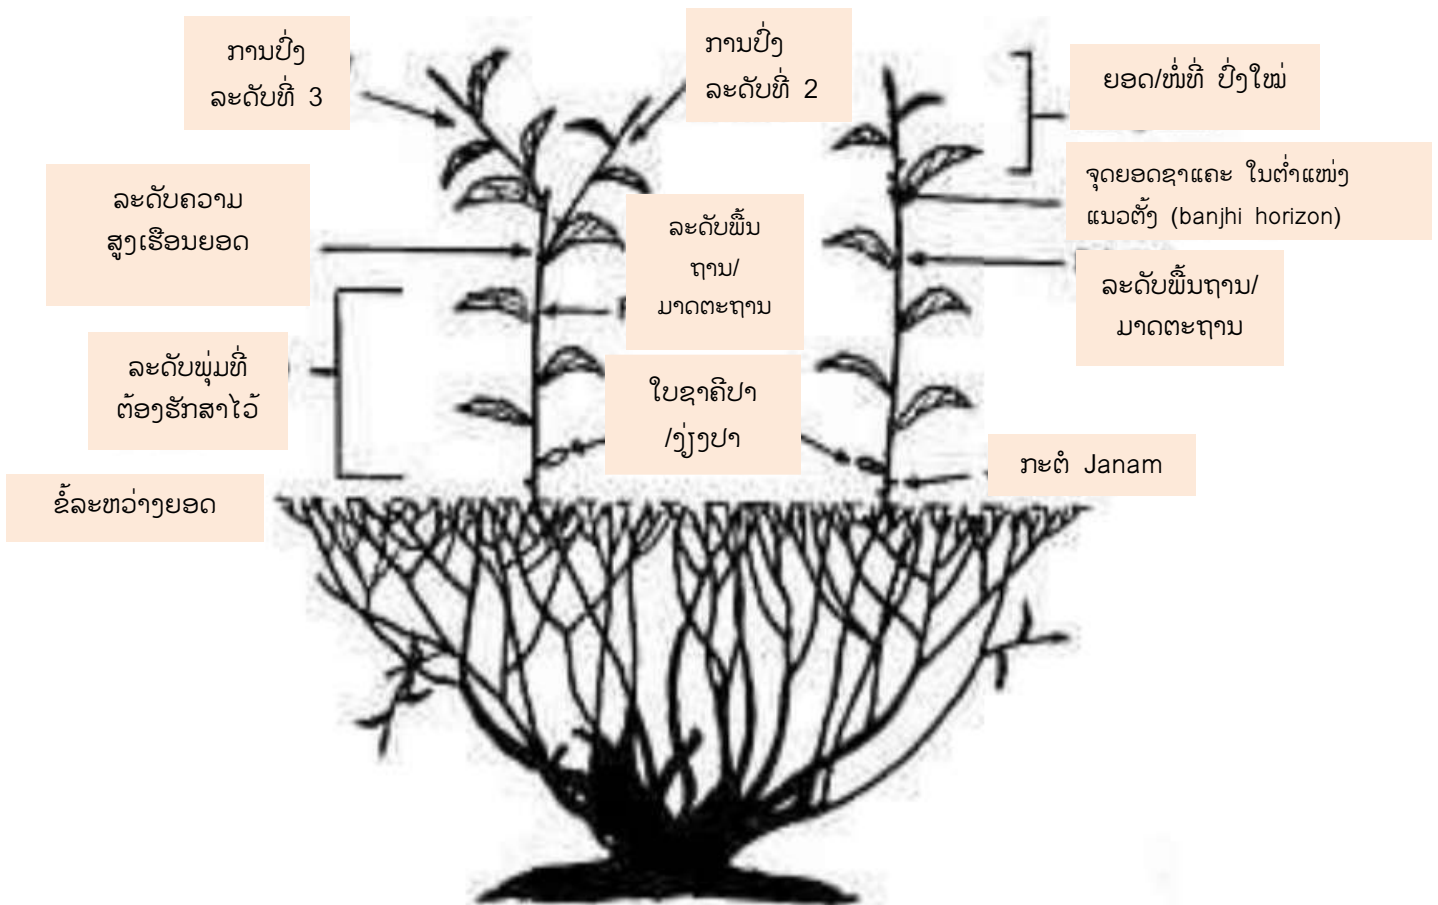 ການປົ່ງ
ລະດັບທີ່ 3
ການປົ່ງ
ລະດັບທີ່ 2
ຍອດ/ໜໍ່ທີ່ ປົ່ງໃໝ່
ຈຸດຍອດຊາແຄະ ໃນຕໍ່າແໜ່ງ
ແນວຕັ້ງ (banjhi horizon)
ລະດັບຄວາມ
ສູງເຮືອນຍອດ
ລະດັບພື້ນ
ຖານ/
ມາດຕະຖານ
ລະດັບພື້ນຖານ/
ມາດຕະຖານ
ລະດັບພຸ່ມທີ່
ຕ້ອງຮັກສາໄວ້
ໃບຊາຄີປາ
/ງ່ຽງປາ
ກະຕໍ Janam
ຂໍ້ລະຫວ່າງຍອດ